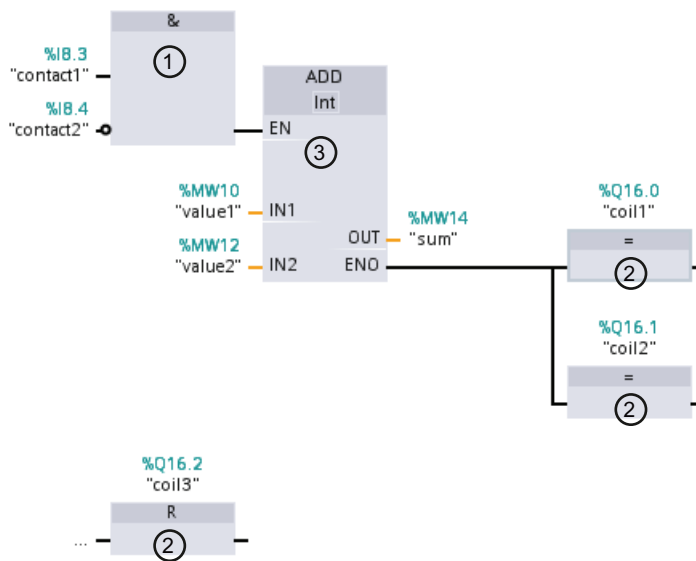 &
1
%I8.3
"contact1"
%I8.4
"contact2"
ADD
Int
EN
3
%MW10
"value1"
IN1
%MW12
"value2"
IN2
OUT
%MW14
"sum"
ENO
%Q16.0
"coil1"
=
2
%Q16.1
"coil2"
=
2
%Q16.2
"coil3"
R
...
2